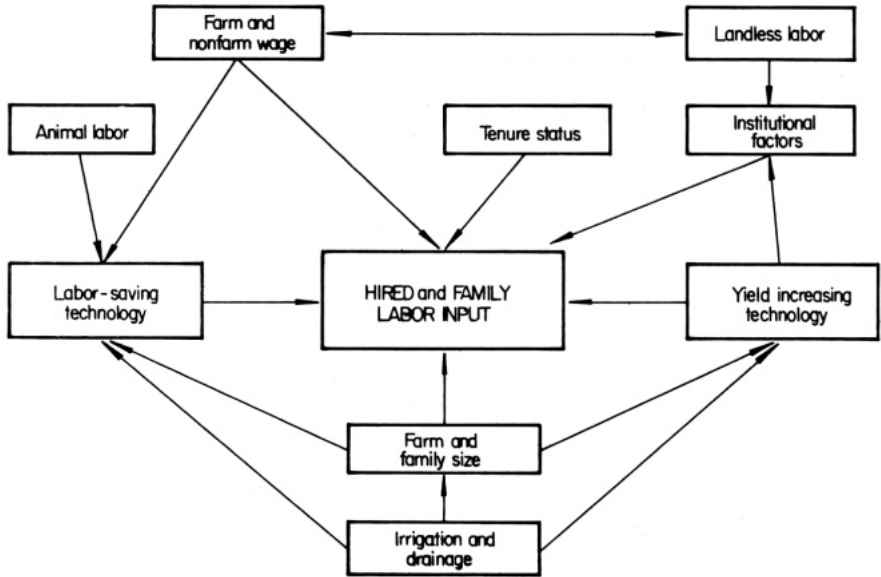 Farm and
nonfarm wage
Landless labor
Animal labor
Tenure status
Institutional
factors
Labor-saving
technology
HIRED and FAMILY
LABOR INPUT
Yield increasing
technology
Farm and
family size
Irrigation and
drainage